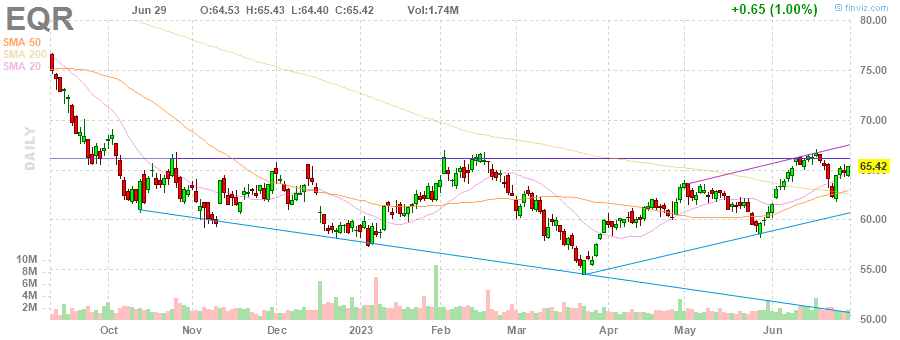 EQR Jun 29 O:64.53 H:65.43 L:64.40 C:65.42 Vol:1.74M +0.65 (1.00%) finviz.com
SMA 50
SMA 200
SMA 20
DAILY
80.00
75.00
70.00
65.42
60.00
55.00
50.00
10M
8M
6M
4M
2M
Oct Nov Dec 2023 Feb Mar Apr May Jun